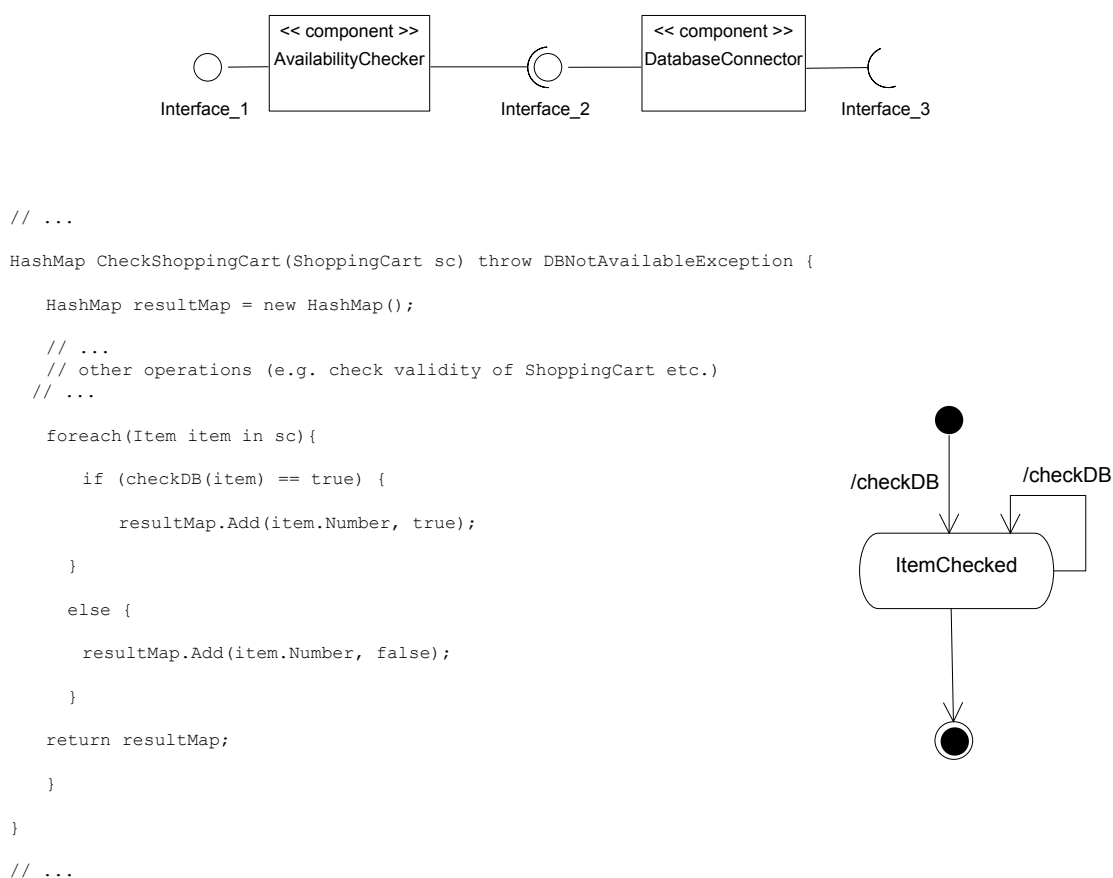 << component >>
AvailabilityChecker
<< component >>
DatabaseConnector
Interface_1
Interface_2
Interface_3
// ...
HashMap CheckShoppingCart(ShoppingCart sc) throw DBNotAvailableException {
HashMap resultMap = new HashMap();
// ...
// other operations (e.g. check validity of ShoppingCart etc.)
// ...
foreach(Item item in sc){
if (checkDB(item) == true) {
resultMap.Add(item.Number, true);
}
else {
resultMap.Add(item.Number, false);
}
return resultMap;
}
}
// ...
/checkDB
/checkDB
ItemChecked